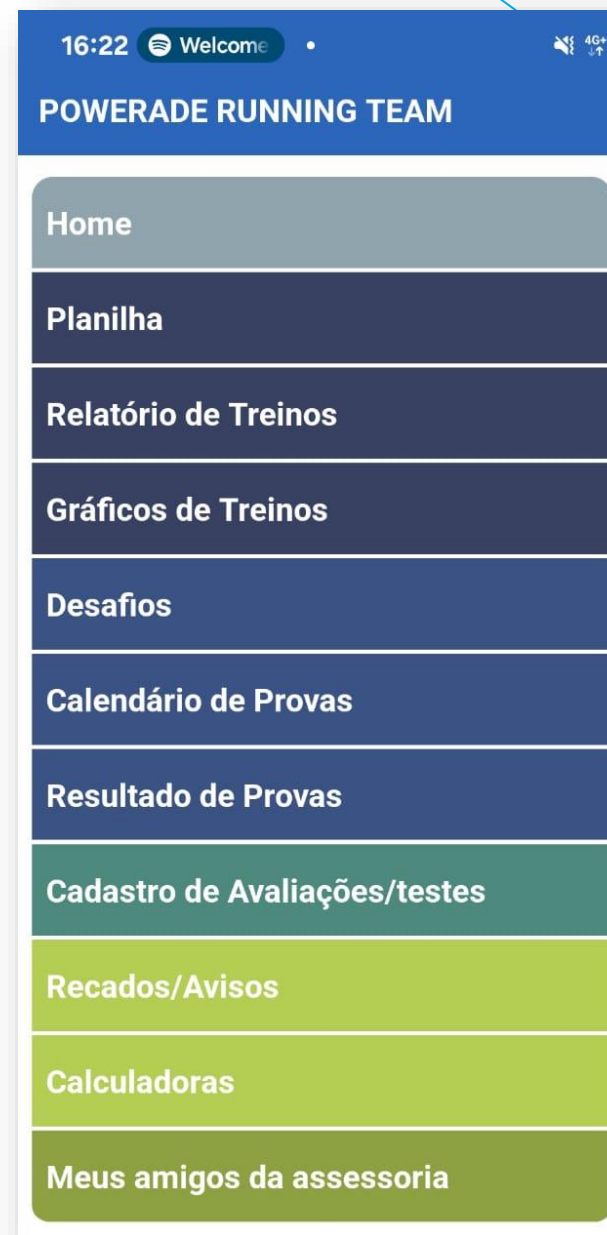 16:22 Welcome
4G+
POWERADE RUNNING TEAM
Home
Planilha
Relatório de Treinos
Gráficos de Treinos
Desafios
Calendário de Provas
Resultado de Provas
Cadastro de Avaliações/testes
Recados/Avisos
Calculadoras
Meus amigos da assessoria